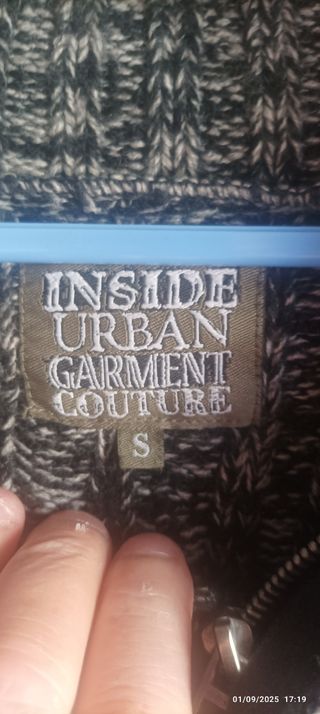 INSIDE
URBAN
GARMENT
COUTURE
S
01/09/2025 17:19